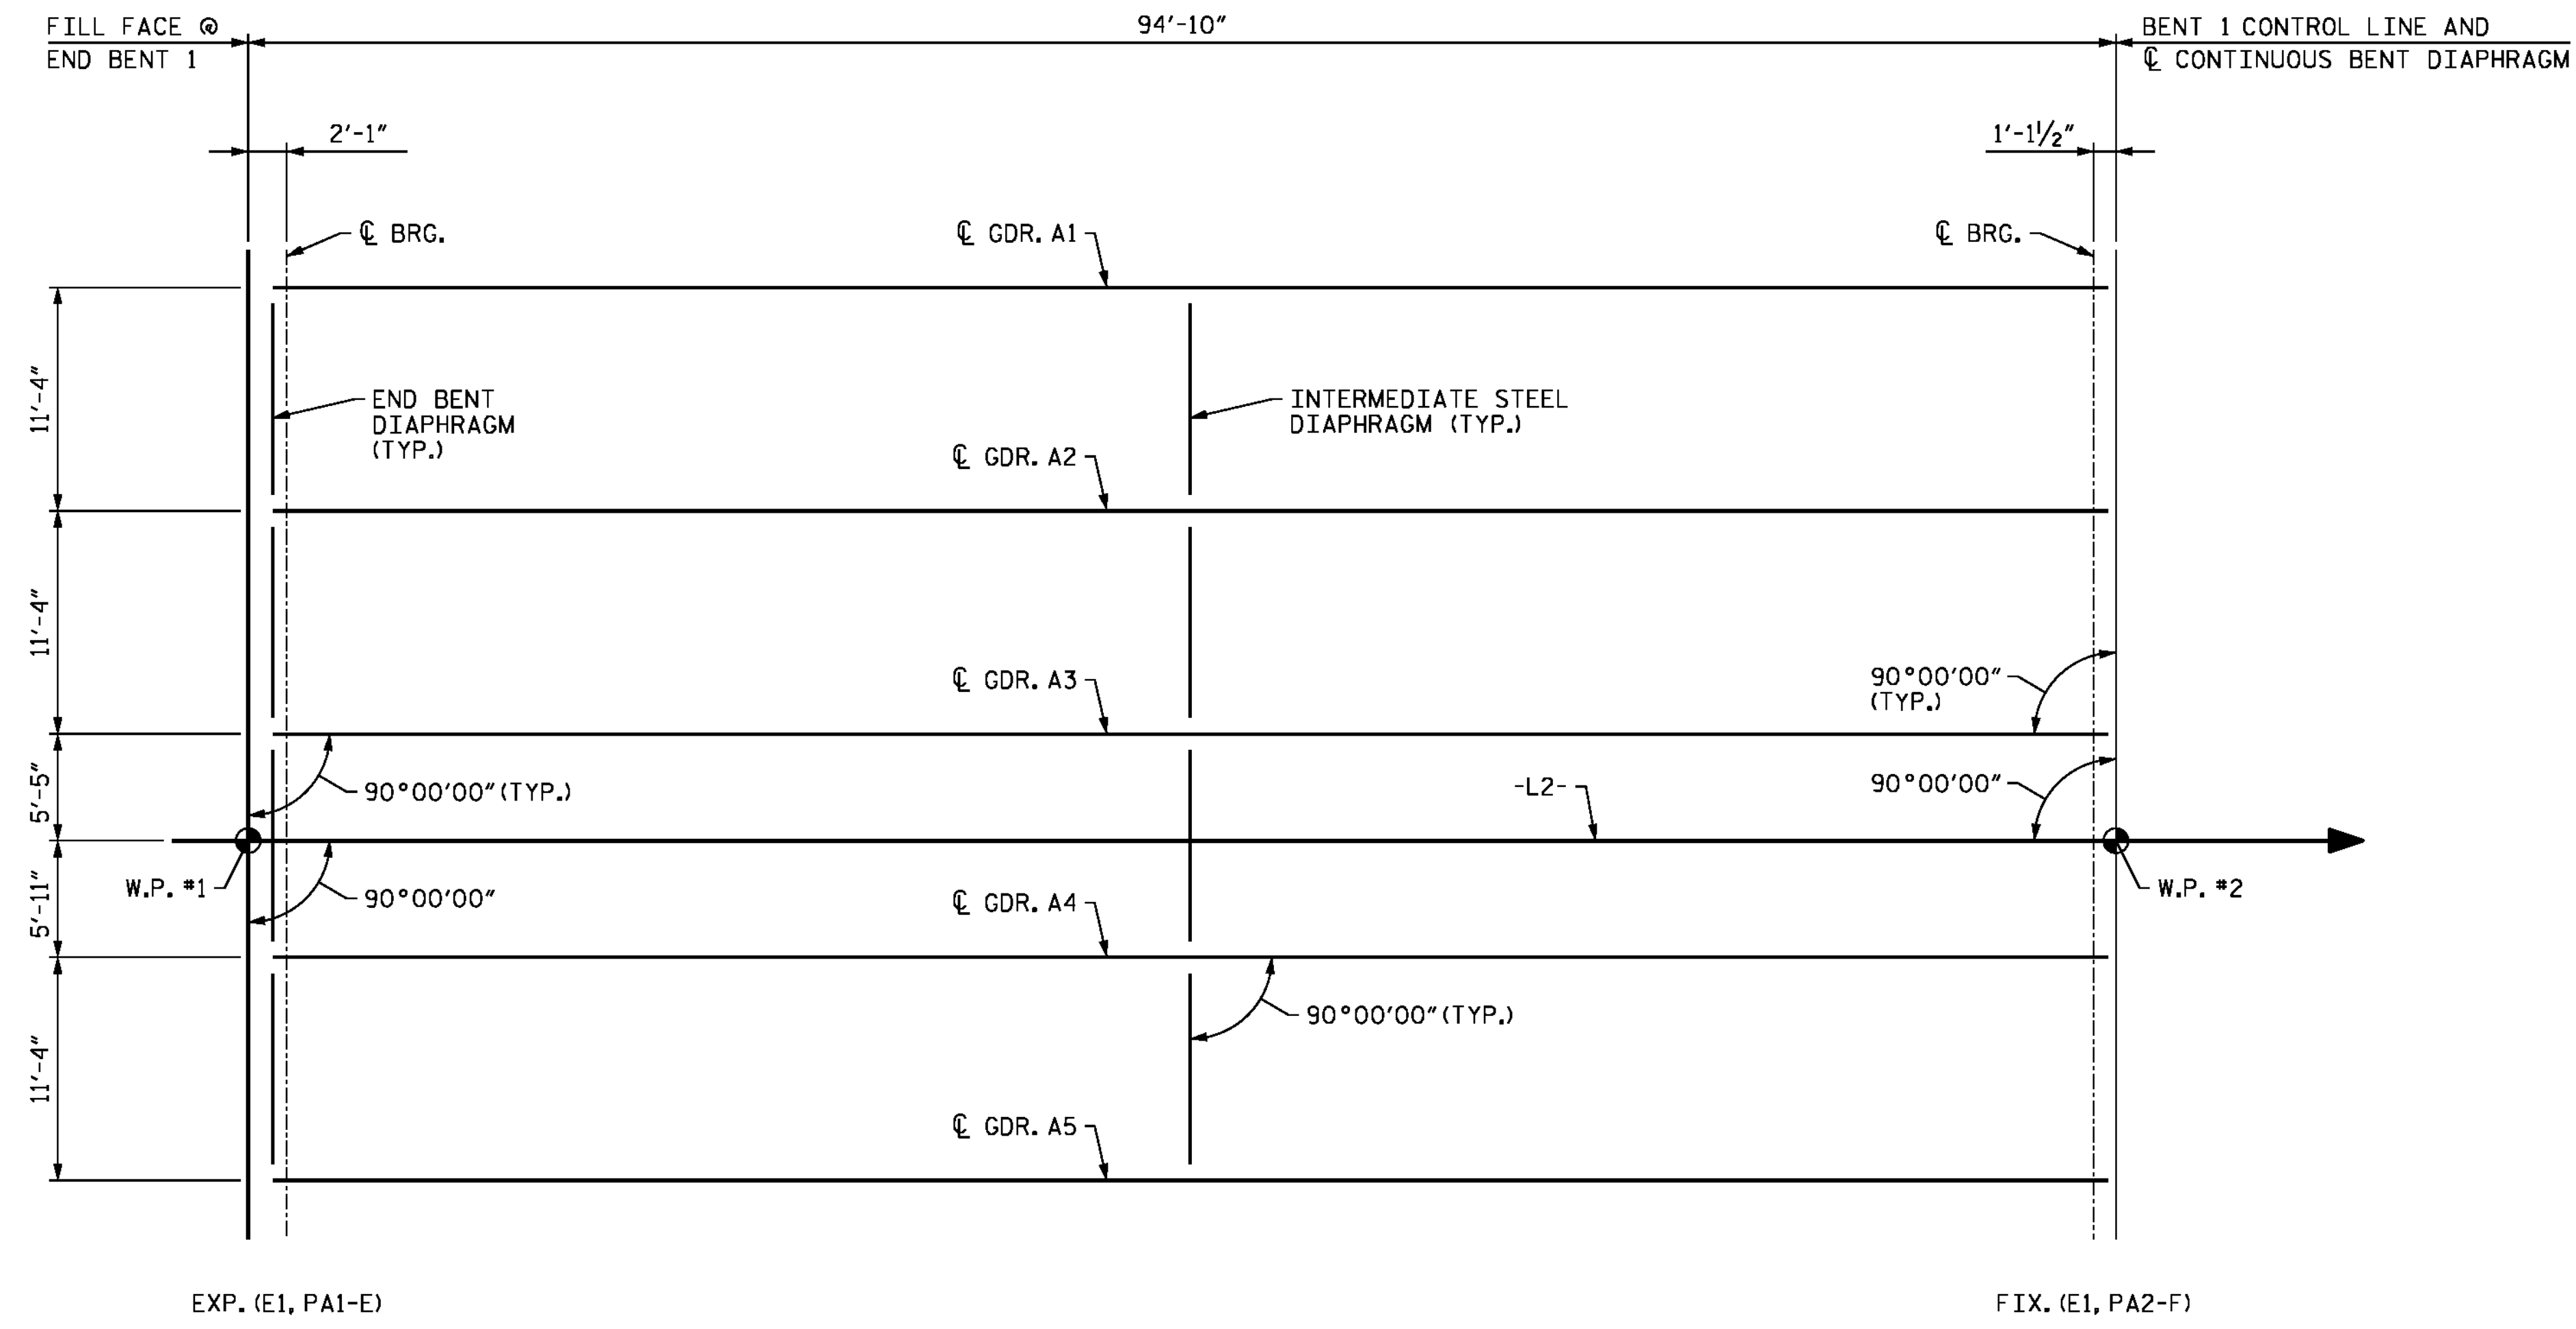 FILL FACE @
END BENT 1
94'-10"
BENT 1 CONTROL LINE AND
℄ CONTINUOUS BENT DIAPHRAGM
2'-1"
1'-1½"
℄ BRG.
℄ GDR. A1
℄ BRG.
11'-4"
END BENT
DIAPHRAGM
(TYP.)
INTERMEDIATE STEEL
DIAPHRAGM (TYP.)
℄ GDR. A2
11'-4"
℄ GDR. A3
90°00'00"
(TYP.)
5'-5"
90°00'00"(TYP.)
-L2-
90°00'00"
W.P. #1
90°00'00"
5'-11"
℄ GDR. A4
W.P. #2
90°00'00"(TYP.)
11'-4"
℄ GDR. A5
EXP. (E1, PA1-E)
FIX. (E1, PA2-F)